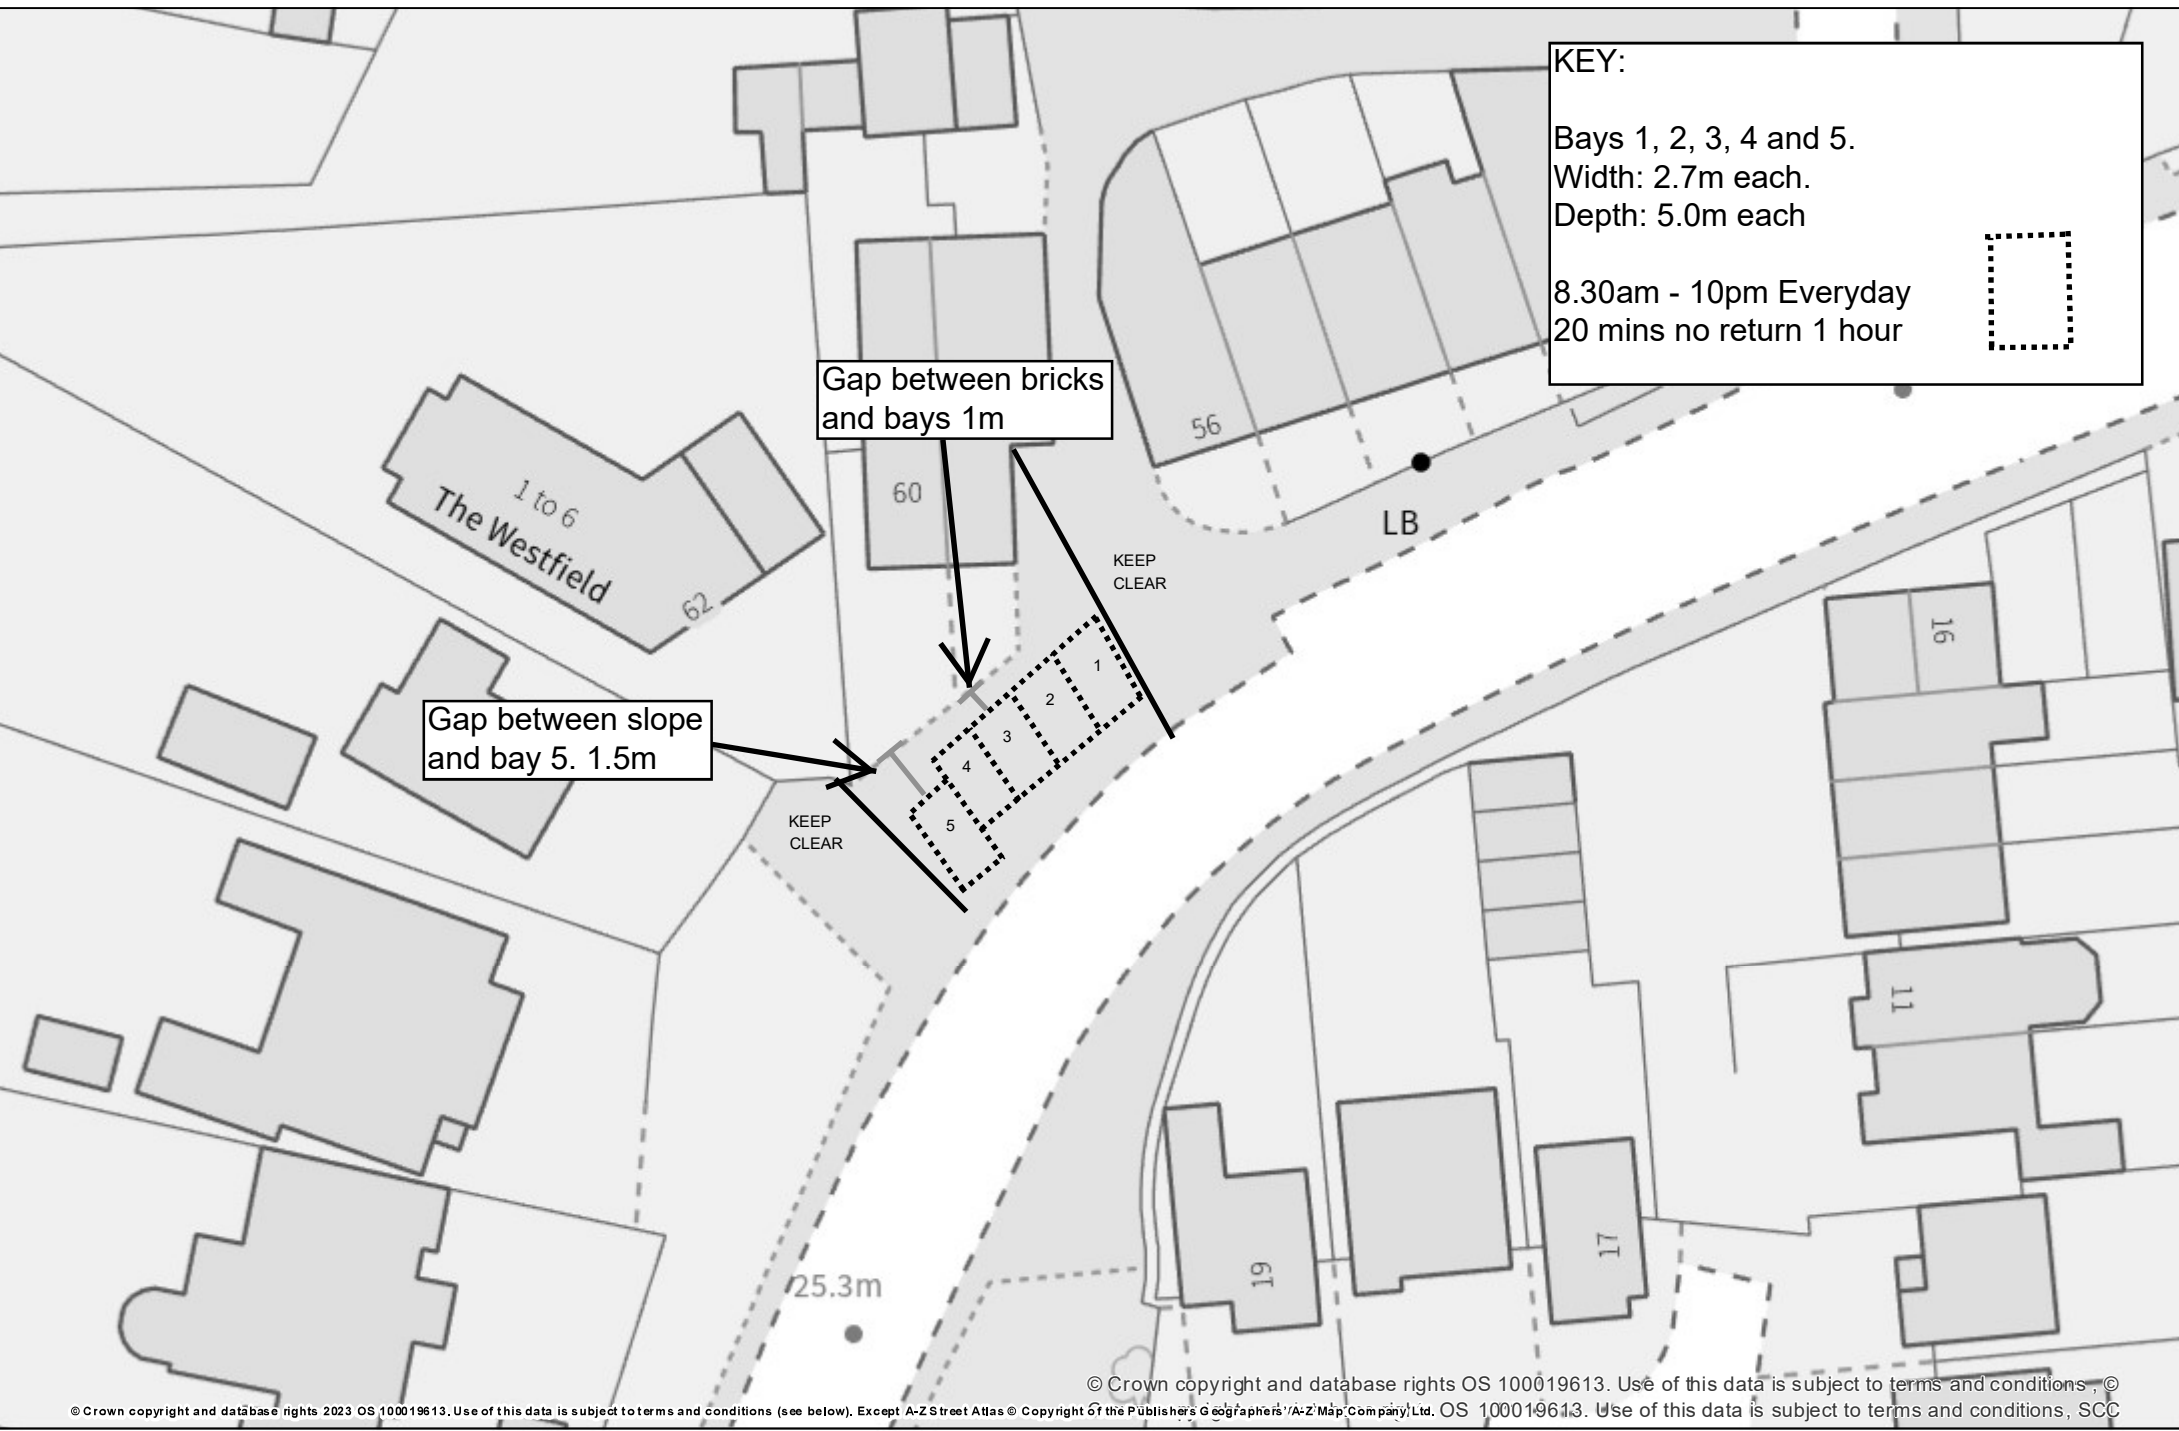 KEY:
Bays 1, 2, 3, 4 and 5.
Width: 2.7m each.
Depth: 5.0m each
8.30am - 10pm Everyday
20 mins no return 1 hour
Gap between bricks
and bays 1m
56
60
LB
1 to 6
The Westfield
62
KEEP
CLEAR
16
1
2
3
4
5
Gap between slope
and bay 5. 1.5m
KEEP
CLEAR
11
17
19
25.3m
© Crown copyright and database rights OS 100019613. Use of this data is subject to terms and conditions , ©
© Crown copyright and database rights 2023 OS 100019613. Use of this data is subject to terms and conditions (see below). Except A-Z Street Atlas © Copyright of the Publishers Geographers' A-Z Map Company Ltd.
OS 100019613. Use of this data is subject to terms and conditions, SCC